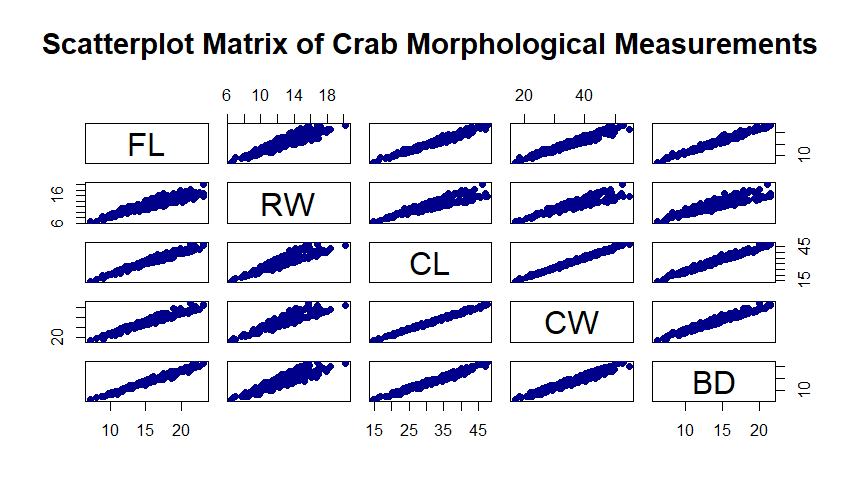 Scatterplot Matrix of Crab Morphological Measurements
6 10 14 18 20 40
FL 10
16 6 RW
CL 45 15
20 CW
BD 10
10 15 20 15 25 35 45 10 15 20